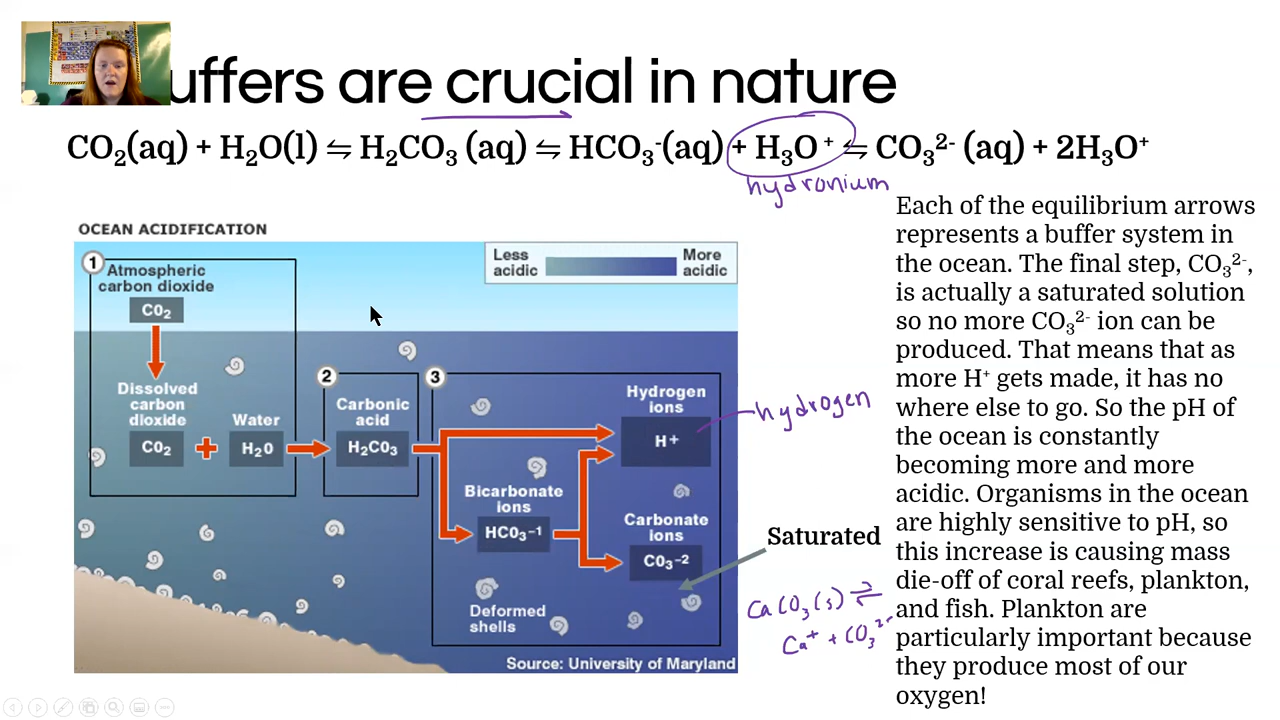 uffers are crucial in nature
CO₂(aq) + H₂O(l) ⇋ H₂CO₃ (aq) ⇋ HCO₃⁻(aq) + H₃O⁺ ⇋ CO₃²⁻ (aq) + 2H₃O⁺
hydronium
OCEAN ACIDIFICATION
Less acidic
More acidic
1
Atmospheric
carbon dioxide
CO₂
Dissolved
carbon
dioxide
CO₂
+
Water
H₂O
2
Carbonic
acid
H₂CO₃
3
Hydrogen
ions
H+
hydrogen
Bicarbonate
ions
HCO₃⁻¹
Carbonate
ions
CO₃⁻²
Deformed
shells
Source: University of Maryland
Saturated
CaCO₃(s) ⇌
Ca⁺ + CO₃²⁻
Each of the equilibrium arrows
represents a buffer system in
the ocean. The final step, CO₃²⁻,
is actually a saturated solution
so no more CO₃²⁻ ion can be
produced. That means that as
more H⁺ gets made, it has no
where else to go. So the pH of
the ocean is constantly
becoming more and more
acidic. Organisms in the ocean
are highly sensitive to pH, so
this increase is causing mass
die-off of coral reefs, plankton,
and fish. Plankton are
particularly important because
they produce most of our
oxygen!